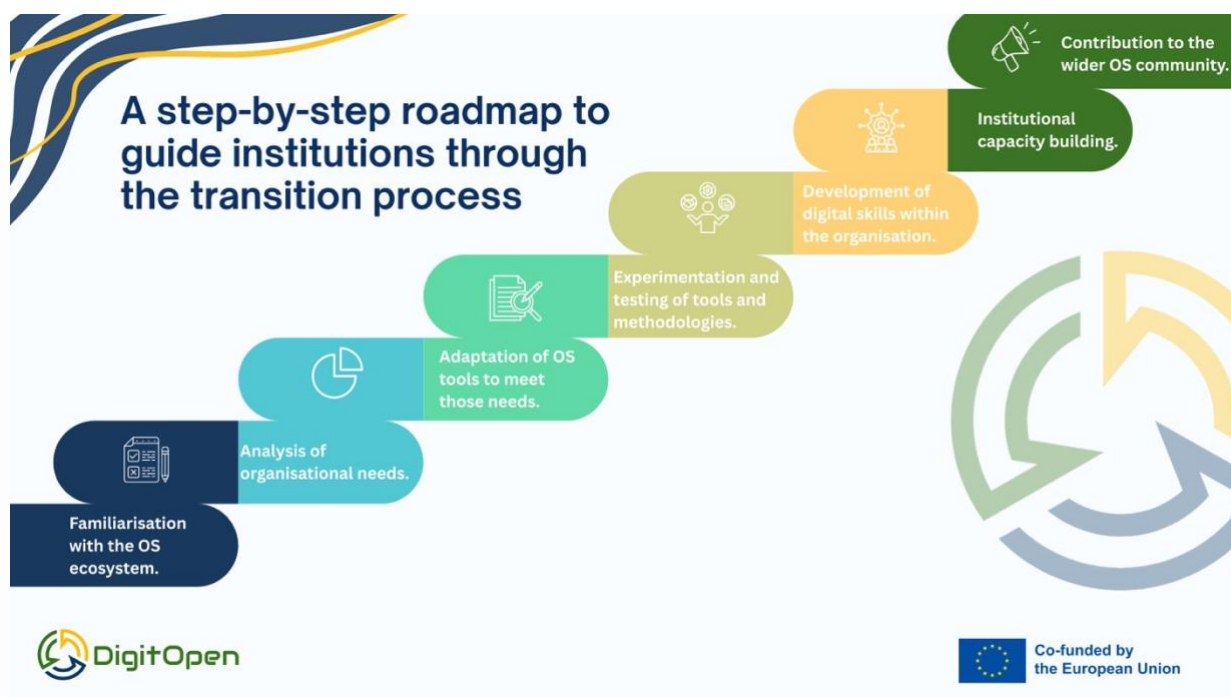 A step-by-step roadmap to
guide institutions through
the transition process
Familiarisation
with the OS
ecosystem.
Analysis of
organisational needs.
Adaptation of OS
tools to meet
those needs.
Experimentation and
testing of tools and
methodologies.
Development of
digital skills within
the organisation.
Institutional
capacity building.
Contribution to the
wider OS community.
DigitOpen
Co-funded by
the European Union